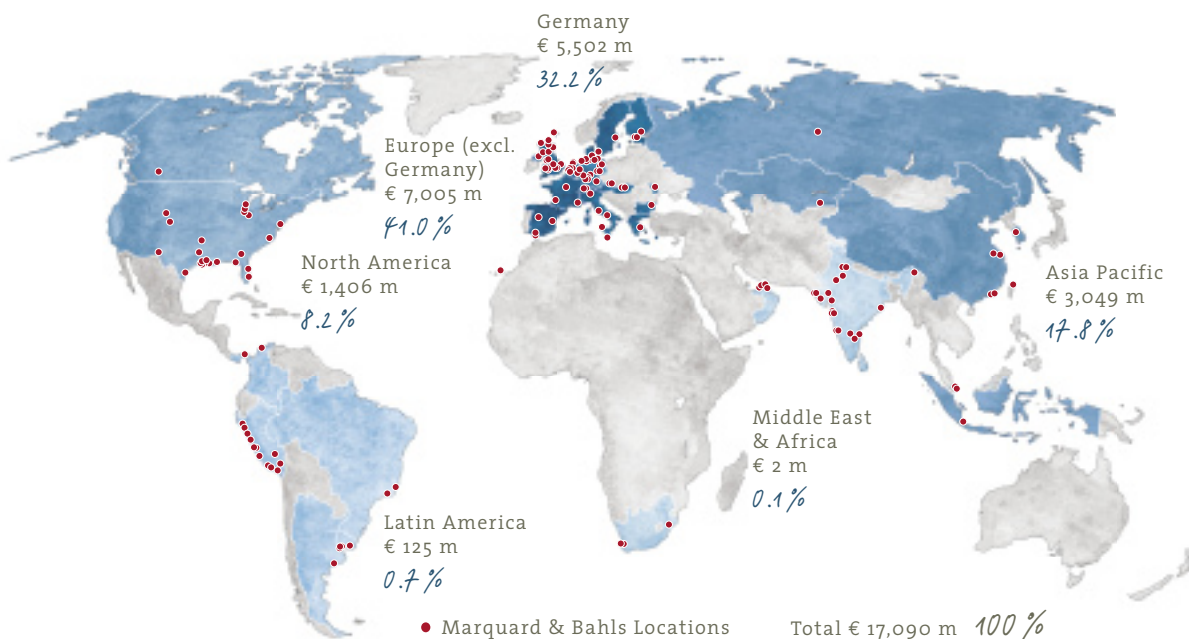 Germany
€ 5,502 m
32.2 %
Europe (excl.
Germany)
€ 7,005 m
41.0 %
North America
€ 1,406 m
8.2 %
Asia Pacific
€ 3,049 m
17.8 %
Middle East
& Africa
€ 2 m
0.1 %
Latin America
€ 125 m
0.7 %
Marquard & Bahls Locations
Total € 17,090 m 100 %